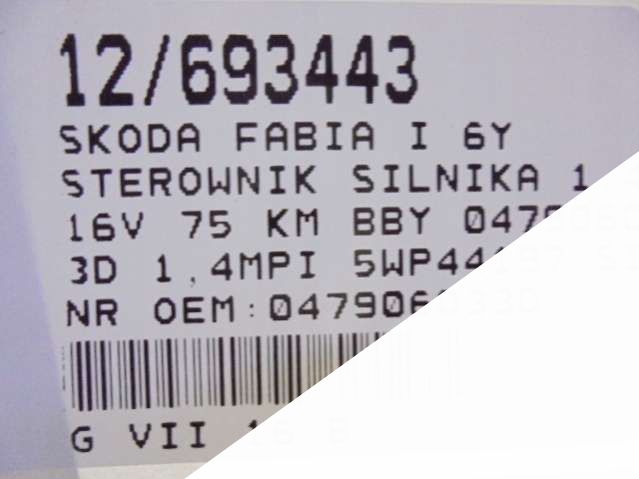 12/693443
SKODA FABIA I 6Y
STEROWNIK SILNIKA 1
16V 75 KM BBY
3D 1,4MPI
NR OEM:
G VII